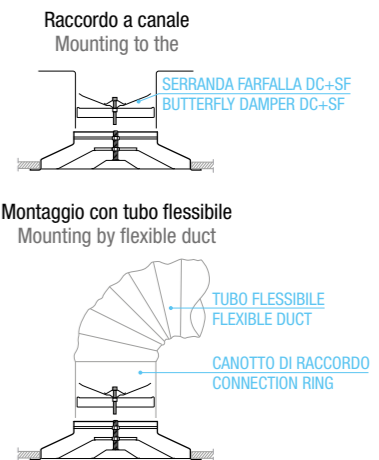 Raccordo a canale
Mounting to the
SERRANDA FARFALLA DC+SF
BUTTERFLY DAMPER DC+SF
Montaggio con tubo flessibile
Mounting by flexible duct
TUBO FLESSIBILE
FLEXIBLE DUCT
CANOTTO DI RACCORDO
CONNECTION RING